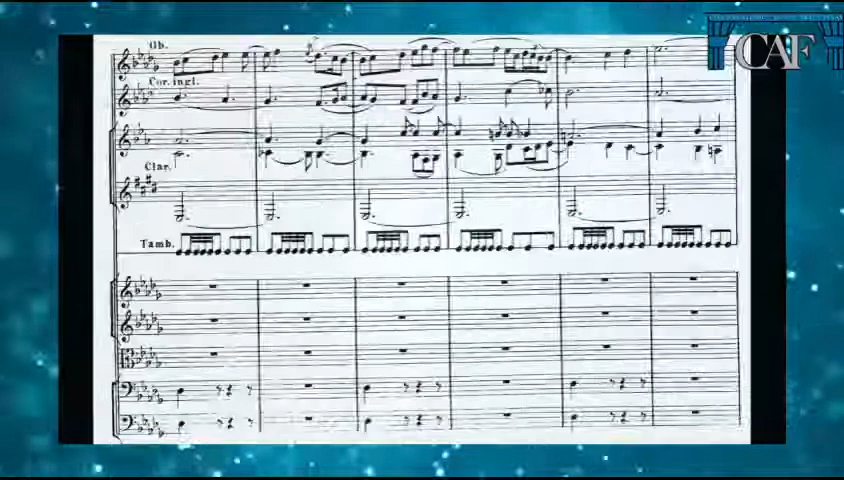 Ob.
Cor. ingl.
Clar.
Tamb.
CAF